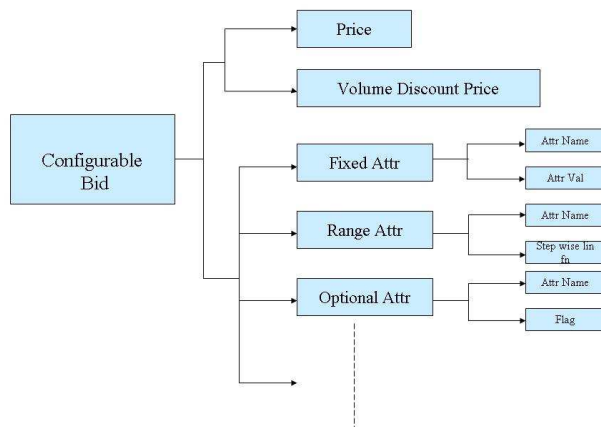 Price
Volume Discount Price
Configurable
Bid
Fixed Attr
Attr Name
Attr Val
Range Attr
Attr Name
Step wise lin
fn
Optional Attr
Attr Name
Flag